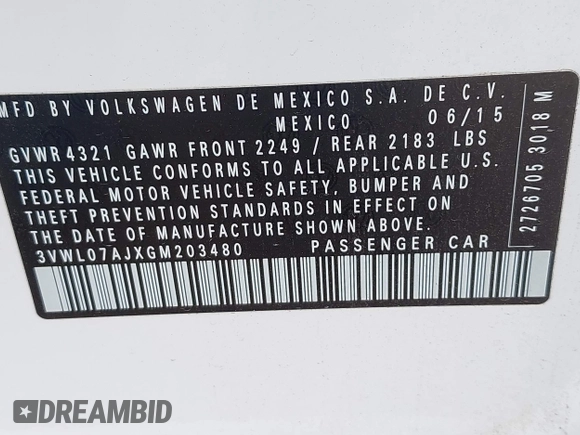 MFD BY VOLKSWAGEN DE MEXICO S.A. DE C.V.
MEXICO 06/15
GVWR 4321 GAWR FRONT 2249 / REAR 2183 LBS
THIS VEHICLE CONFORMS TO ALL APPLICABLE U.S.
FEDERAL MOTOR VEHICLE SAFETY, BUMPER AND
THEFT PREVENTION STANDARDS IN EFFECT ON
THE DATE OF MANUFACTURE SHOWN ABOVE.
3VWL07AJXGM203480 PASSENGER CAR
2726705 3018 M
DREAMBID